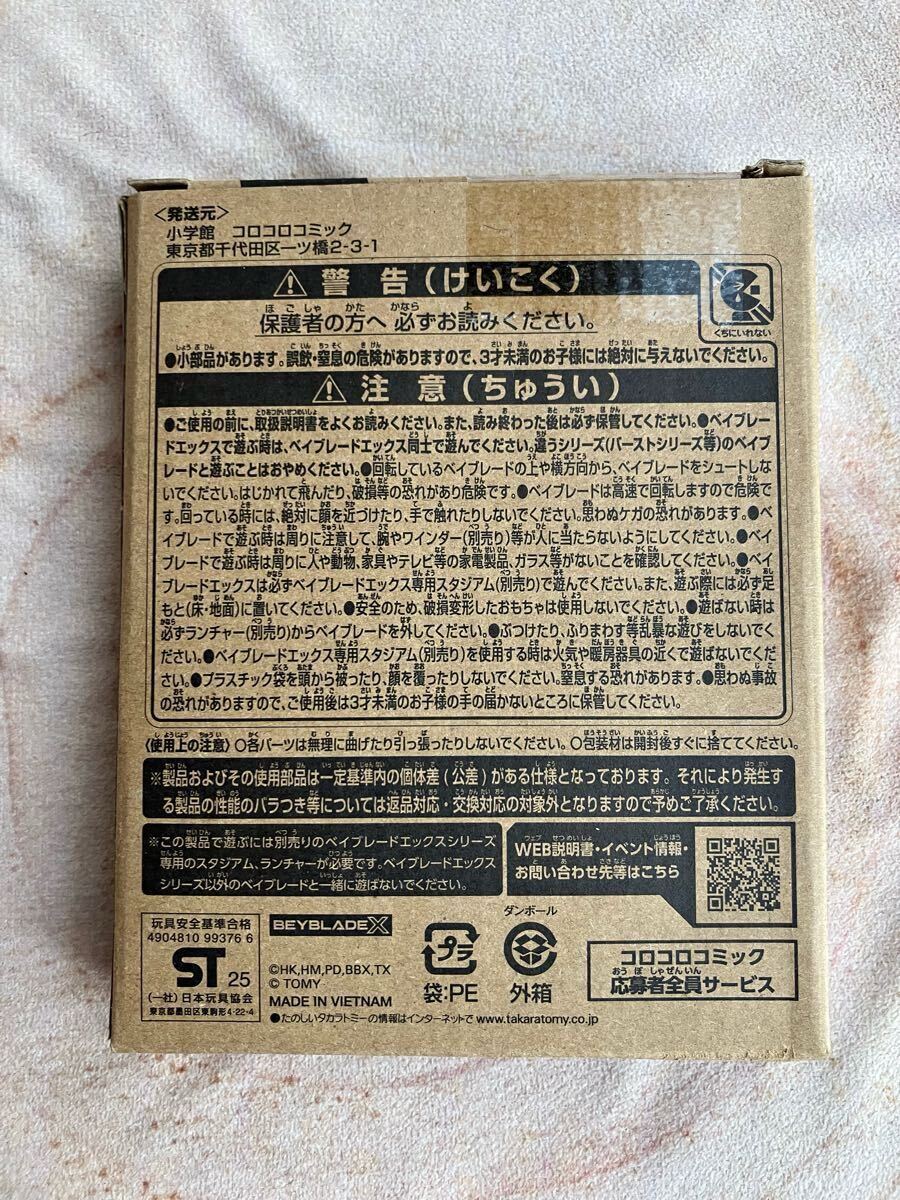 ＜発送元＞
小学館　コロコロコミック
東京都千代田区一ツ橋2-3-1
警　告（けいこく）
保護者の方へ 必ずお読みください。
くちにいれない
●小部品があります。誤飲・窒息の危険がありますので、3才未満のお子様には絶対に与えないでください。
注　意（ちゅうい）
●ご使用の前に、取扱説明書をよくお読みください。また、読み終わった後は必ず保管してください。●ベイブレー
ドエックスで遊ぶ時は、ベイブレードエックス同士で遊んでください。違うシリーズ（バーストシリーズ等）のベイブ
レードと遊ぶことはおやめください。●回転しているベイブレードの上や横方向から、ベイブレードをシュートしな
いでください。はじかれて飛んだり、破損等の恐れがあり危険です。●ベイブレードは高速で回転しますので危険で
す。回っている時には、絶対に顔を近づけたり、手で触れたりしないでください。思わぬケガの恐れがあります。●ベ
イブレードで遊ぶ時は周りに注意して、腕やワインダー（別売り）等が人に当たらないようにしてください。●ベイ
ブレードで遊ぶ時は周りに人や動物、家具やテレビ等の家電製品、ガラス等がないことを確認してください。●ベイ
ブレードエックスは必ずベイブレードエックス専用スタジアム（別売り）で遊んでください。また、遊ぶ際には必ず足
もと（床・地面）に置いてください。●安全のため、破損変形したおもちゃは使用しないでください。●遊ばない時は
必ずランチャー（別売り）からベイブレードを外してください。●ぶつけたり、ふりまわす等乱暴な遊びをしないでく
ださい。●ベイブレードエックス専用スタジアム（別売り）を使用する時は火気や暖房器具の近くで遊ばないでくだ
さい。●プラスチック袋を頭から被ったり、顔を覆ったりしないでください。窒息する恐れがあります。●思わぬ事故
の恐れがありますので、ご使用後は3才未満のお子様の手の届かないところに保管してください。
〈使用上の注意〉○各パーツは無理に曲げたり引っ張ったりしないでください。○包装材は開封後すぐに捨ててください。
※製品およびその使用部品は一定基準内の個体差（公差）がある仕様となっております。それにより発生す
る製品の性能のバラつき等については返品対応・交換対応の対象外となりますので予めご了承ください。
※この製品で遊ぶには別売りのベイブレードエックスシリーズ
専用のスタジアム、ランチャーが必要です。ベイブレードエックス
シリーズ以外のベイブレードと一緒に遊ばないでください。
WEB説明書・イベント情報・
お問い合わせ先等はこちら
玩具安全基準合格
4904810 99376 6
ST 25
（一社）日本玩具協会
東京都墨田区東駒形4-22-4
BEYBLADE X
©HK,HM,PD,BBX,TX
© TOMY
MADE IN VIETNAM
●たのしいタカラトミーの情報はインターネットで www.takaratomy.co.jp
プラ
袋:PE
ダンボール
外箱
コロコロコミック
応募者全員サービス